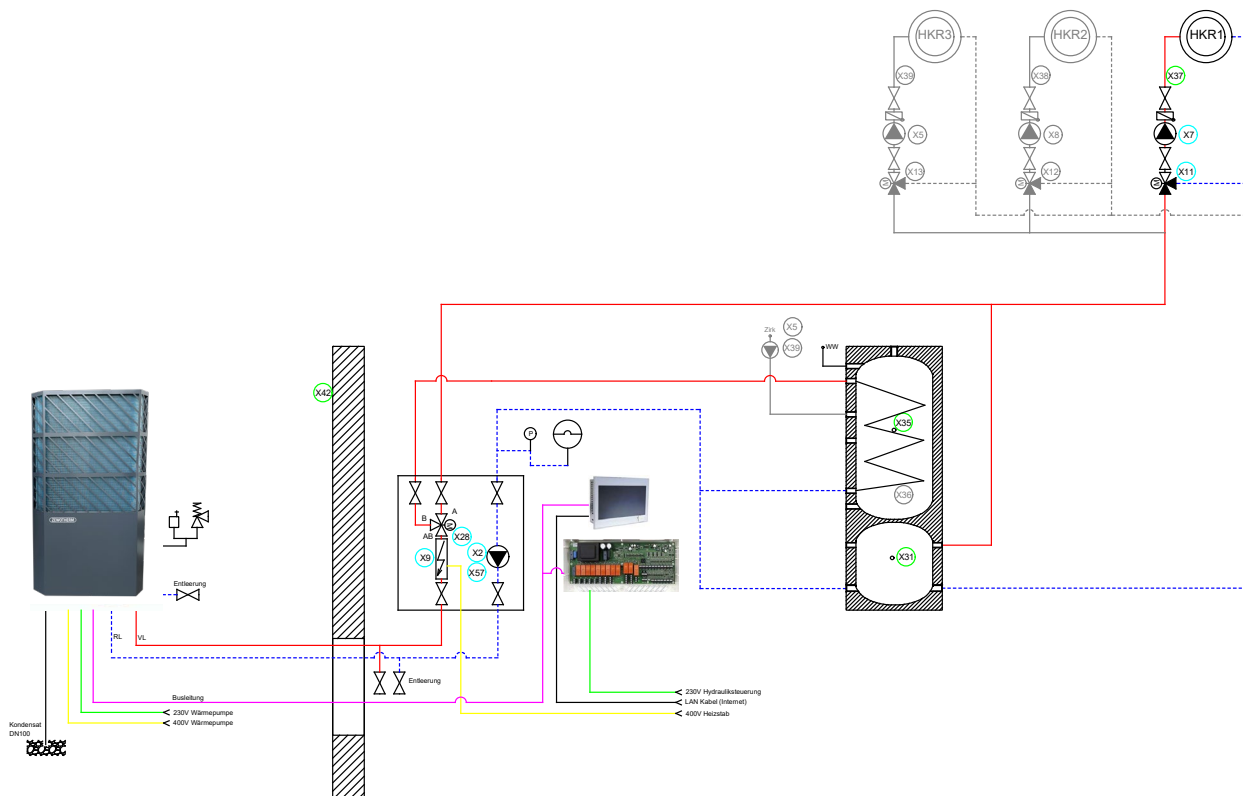 HKR3
HKR2
HKR1
X39
X38
X37
X5
X8
X7
X13
X12
X11
M
M
M
Zirk
X5
X39
WW
X42
X35
P
X36
A
B
M
AB
X28
X2
X9
X57
X31
ZEWOTHERM
Entleerung
RL
VL
Entleerung
Busleitung
230V Wärmepumpe
400V Wärmepumpe
230V Hydrauliksteuerung
LAN Kabel (Internet)
400V Heizstab
Kondensat
DN100